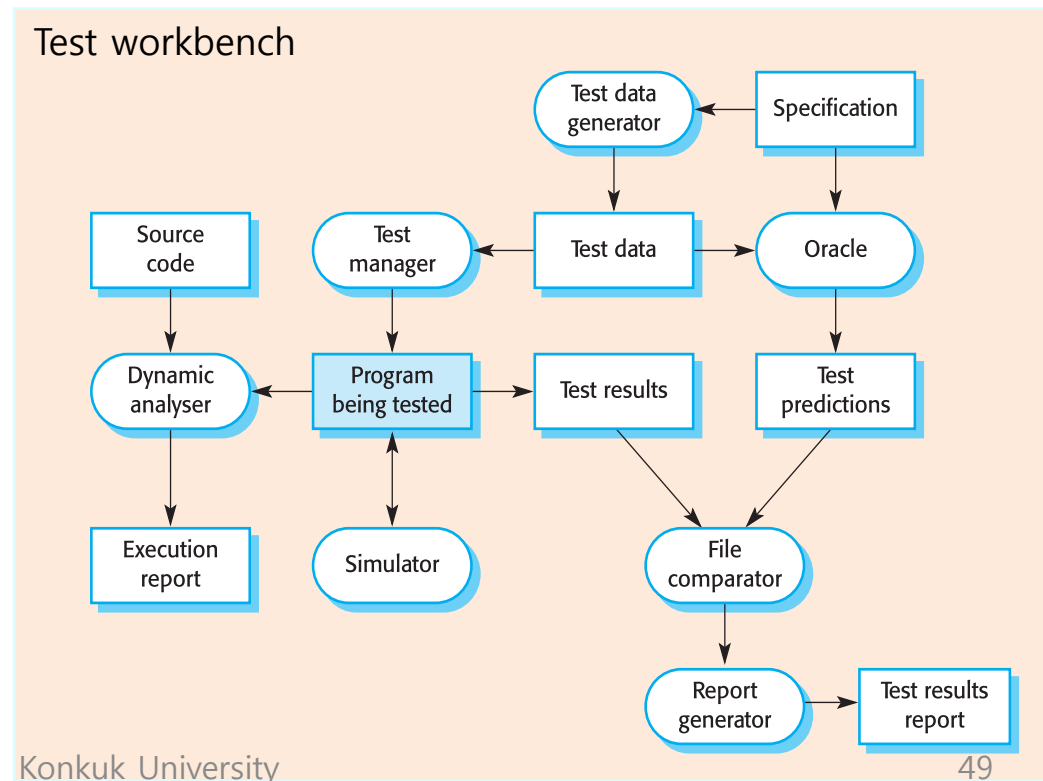 Test workbench
Test data
generator
Specification
Source
code
Test
manager
Test data
Oracle
Dynamic
analyser
Program
being tested
Test results
Test
predictions
Execution
report
Simulator
File
comparator
Report
generator
Test results
report
Konkuk University
49